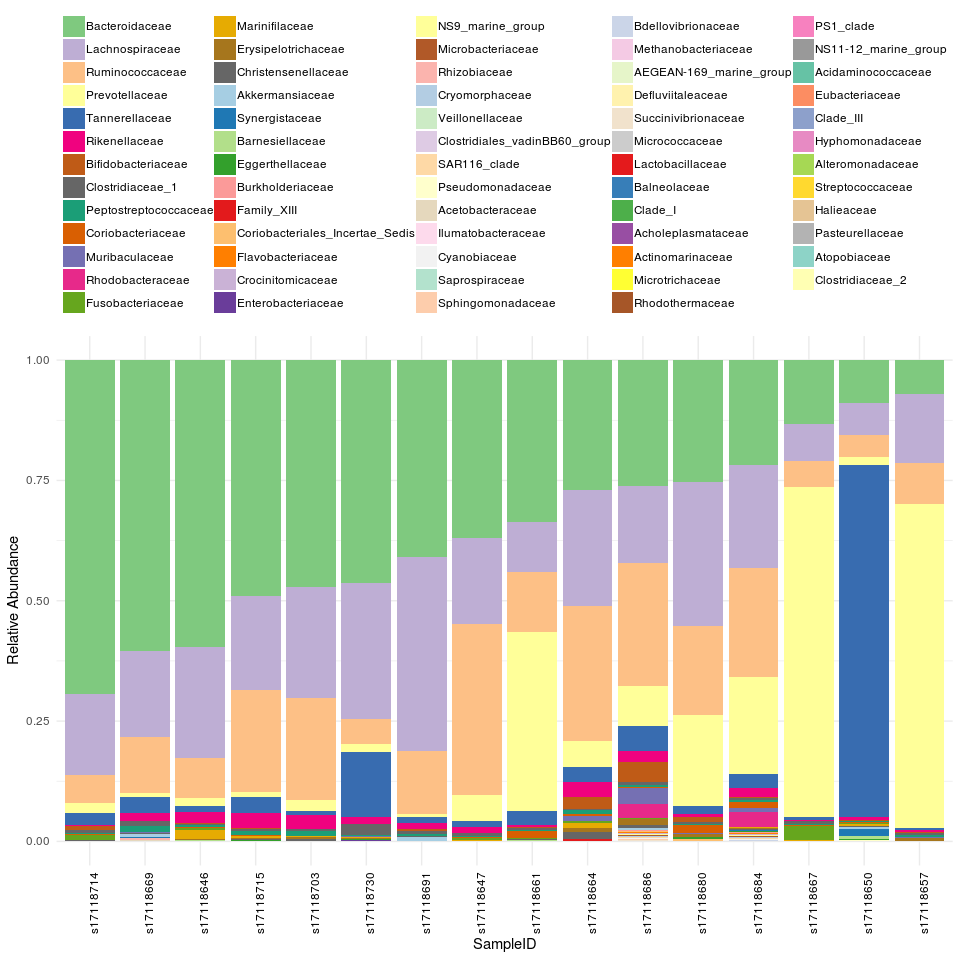 Bacteroidaceae Marinifilaceae NS9_marine_group Bdellovibrionaceae PS1_clade
Lachnospiraceae Erysipelotrichaceae Microbacteriaceae Methanobacteriaceae NS11-12_marine_group
Ruminococcaceae Christensenellaceae Rhizobiaceae AEGEAN-169_marine_group Acidaminococcaceae
Prevotellaceae Akkermansiaceae Cryomorphaceae Defluviitaleaceae Eubacteriaceae
Tannerellaceae Synergistaceae Veillonellaceae Succinivibrionaceae Clade_III
Rikenellaceae Barnesiellaceae Clostridiales_vadinBB60_group Micrococcaceae Hyphomonadaceae
Bifidobacteriaceae Eggerthellaceae SAR116_clade Lactobacillaceae Alteromonadaceae
Clostridiaceae_1 Burkholderiaceae Pseudomonadaceae Balneolaceae Streptococcaceae
Peptostreptococcaceae Family_XIII Acetobacteraceae Clade_I Halieaceae
Coriobacteriaceae Coriobacteriales_Incertae_Sedis Ilumatobacteraceae Acholeplasmataceae Pasteurellaceae
Muribaculaceae Flavobacteriaceae Cyanobiaceae Actinomarinaceae Atopobiaceae
Rhodobacteraceae Crocinitomicaceae Saprospiraceae Microtrichaceae Clostridiaceae_2
Fusobacteriaceae Enterobacteriaceae Sphingomonadaceae Rhodothermaceae
1.00
0.75
0.50
0.25
0.00
Relative Abundance
s17118714 s17118669 s17118646 s17118715 s17118703 s17118730 s17118691 s17118647 s17118661 s17118664 s17118686 s17118680 s17118684 s17118667 s17118650 s17118657
SampleID